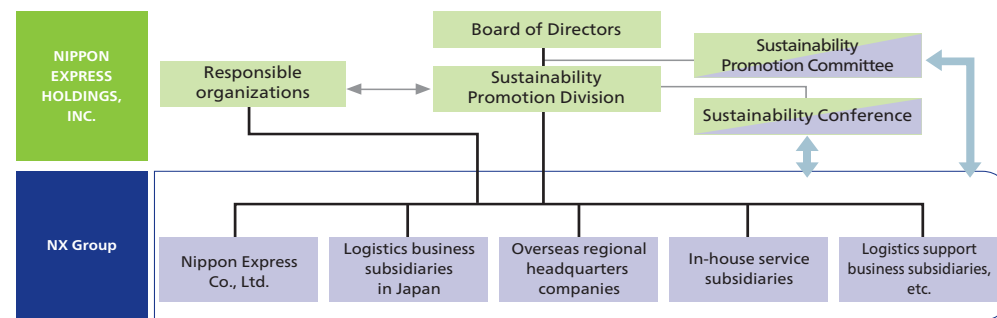 NIPPON
EXPRESS
HOLDINGS,
INC.
Board of Directors
Responsible
organizations
Sustainability
Promotion Division
Sustainability
Promotion Committee
Sustainability Conference
NX Group
Nippon Express
Co., Ltd.
Logistics business
subsidiaries
in Japan
Overseas regional
headquarters
companies
In-house service
subsidiaries
Logistics support
business subsidiaries,
etc.